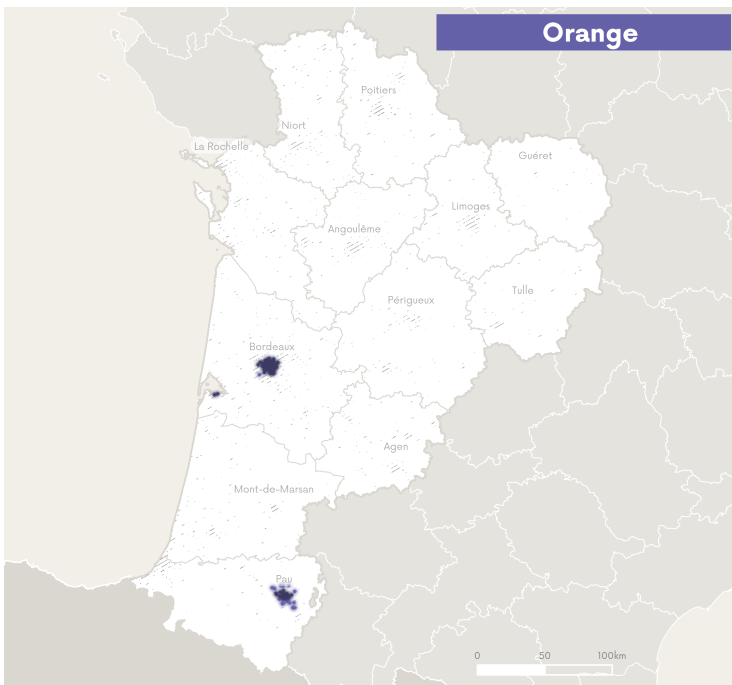 Orange
Poitiers
Niort
La Rochelle
Guéret
Limoges
Angoulême
Tulle
Périgueux
Bordeaux
Agen
Mont-de-Marsan
Pau
0 50 100km